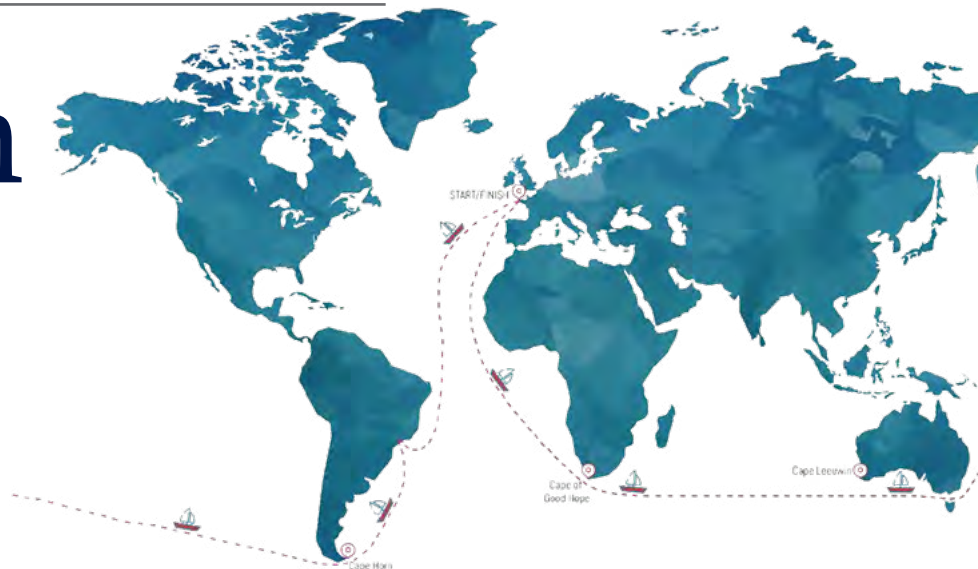 n
START/FINISH
Cape of
Good Hope
Cape Leeuwin
Cape Horn